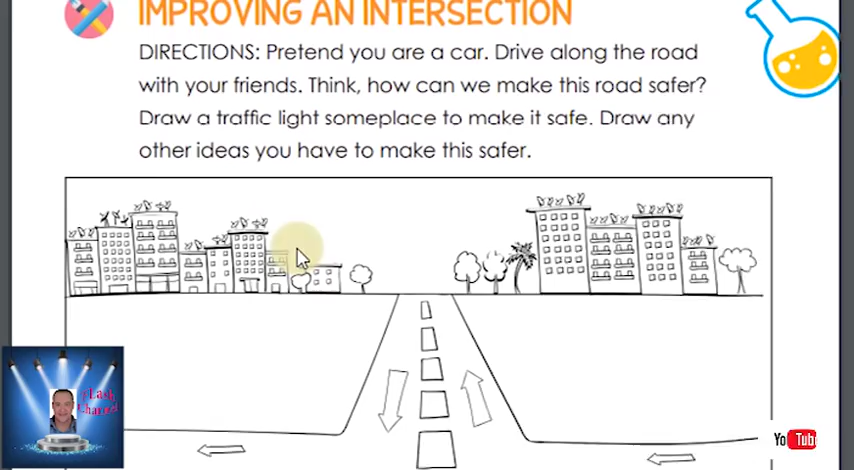 IMPROVING AN INTERSECTION
DIRECTIONS: Pretend you are a car. Drive along the road
with your friends. Think, how can we make this road safer?
Draw a traffic light someplace to make it safe. Draw any
other ideas you have to make this safer.
Channel
YouTube